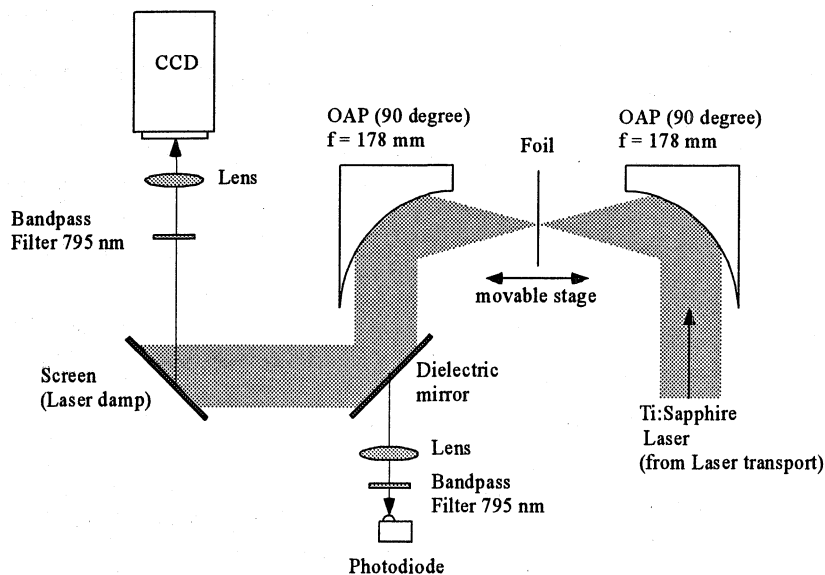 CCD
OAP (90 degree)
f = 178 mm
OAP (90 degree)
f = 178 mm
Foil
Lens
Bandpass
Filter 795 nm
movable stage
Screen
(Laser damp)
Dielectric
mirror
Ti:Sapphire
Laser
(from Laser transport)
Lens
Bandpass
Filter 795 nm
Photodiode